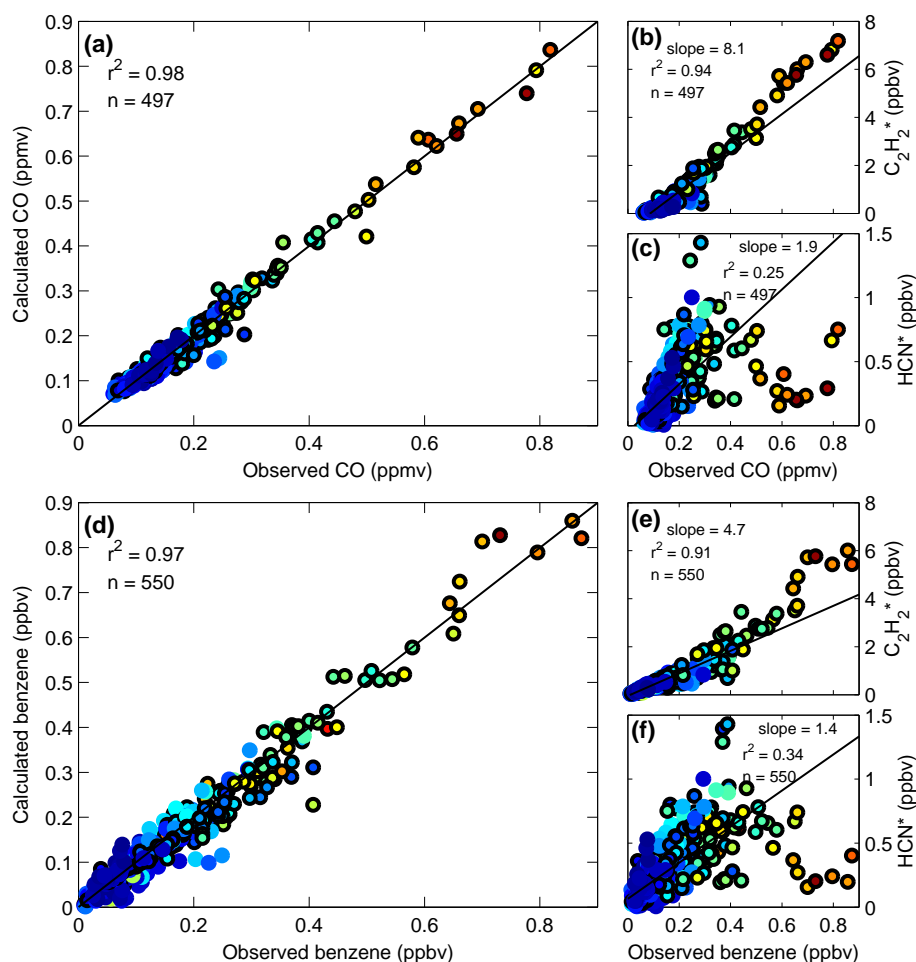 (a)
r² = 0.98
n = 497
Calculated CO (ppmv)
0.9
0.8
0.7
0.6
0.5
0.4
0.3
0.2
0.1
0
0 0.2 0.4 0.6 0.8
Observed CO (ppmv)
(b)
slope = 8.1
r² = 0.94
n = 497
8
6
4
2
0
C₂H₂* (ppbv)
(c)
slope = 1.9
r² = 0.25
n = 497
1.5
1
0.5
0
HCN* (ppbv)
0 0.2 0.4 0.6 0.8
Observed CO (ppmv)
(d)
r² = 0.97
n = 550
Calculated benzene (ppbv)
0.9
0.8
0.7
0.6
0.5
0.4
0.3
0.2
0.1
0
0 0.2 0.4 0.6 0.8
Observed benzene (ppbv)
(e)
slope = 4.7
r² = 0.91
n = 550
8
6
4
2
0
C₂H₂* (ppbv)
(f)
slope = 1.4
r² = 0.34
n = 550
1.5
1
0.5
0
HCN* (ppbv)
0 0.2 0.4 0.6 0.8
Observed benzene (ppbv)